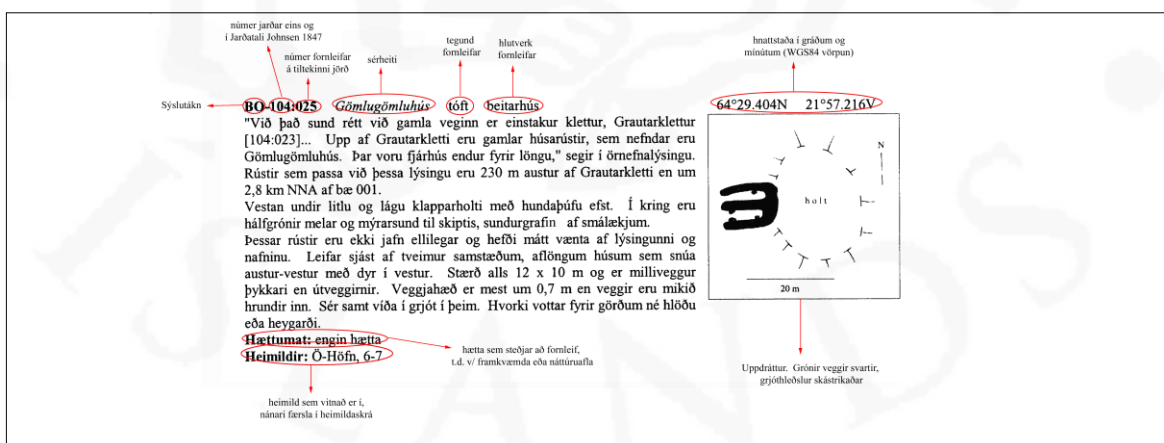 númer jarðar eins og
í Jarðatali Johnsen 1847
númer fornleifar
á tiltekinni jörð
sérheiti
tegund
fornleifar
hlutverk
fornleifar
hnattstaða í gráðum og
mínútum (WGS84 vörpun)
Sýslutákn
BO-104:025 Gömlugömluhús tóft beitarhús
64°29.404N 21°57.216V
"Við það sund rétt við gamla veginn er einstakur klettur, Grautarklettur
[104:023]... Upp af Grautarkletti eru gamlar húsarústir, sem nefndar eru
Gömlugömluhús. Þar voru fjárhús endur fyrir löngu," segir í örnefnalýsingu.
Rústir sem passa við þessa lýsingu eru 230 m austur af Grautarkletti en um
2,8 km NNA af bæ 001.
Vestan undir litlu og lágu klapparholti með hundaþúfu efst. Í kring eru
hálfgrónir melar og mýrarsund til skiptis, sundurgrafin af smálækjum.
Þessar rústir eru ekki jafn ellilegar og hefði mátt vænta af lýsingunni og
nafninu. Leifar sjást af tveimur samstæðum, aflöngum húsum sem snúa
austur-vestur með dyr í vestur. Stærð alls 12 x 10 m og er milliveggur
þykkari en útveggirnir. Veggjahæð er mest um 0,7 m en veggir eru mikið
hrundir inn. Sér samt víða í grjót í þeim. Hvorki vottar fyrir görðum né hlöðu
eða heygarði.
Hættumat: engin hætta
Heimildir: Ö-Höfn, 6-7
N
holt
20 m
hætta sem steðjar að fornleif,
t.d. v/ framkvæmda eða náttúruafla
heimild sem vitnað er í,
nánari færsla í heimildaskrá
Uppdráttur. Grónir veggir svartir,
grjóthleðslur skástrikaðar